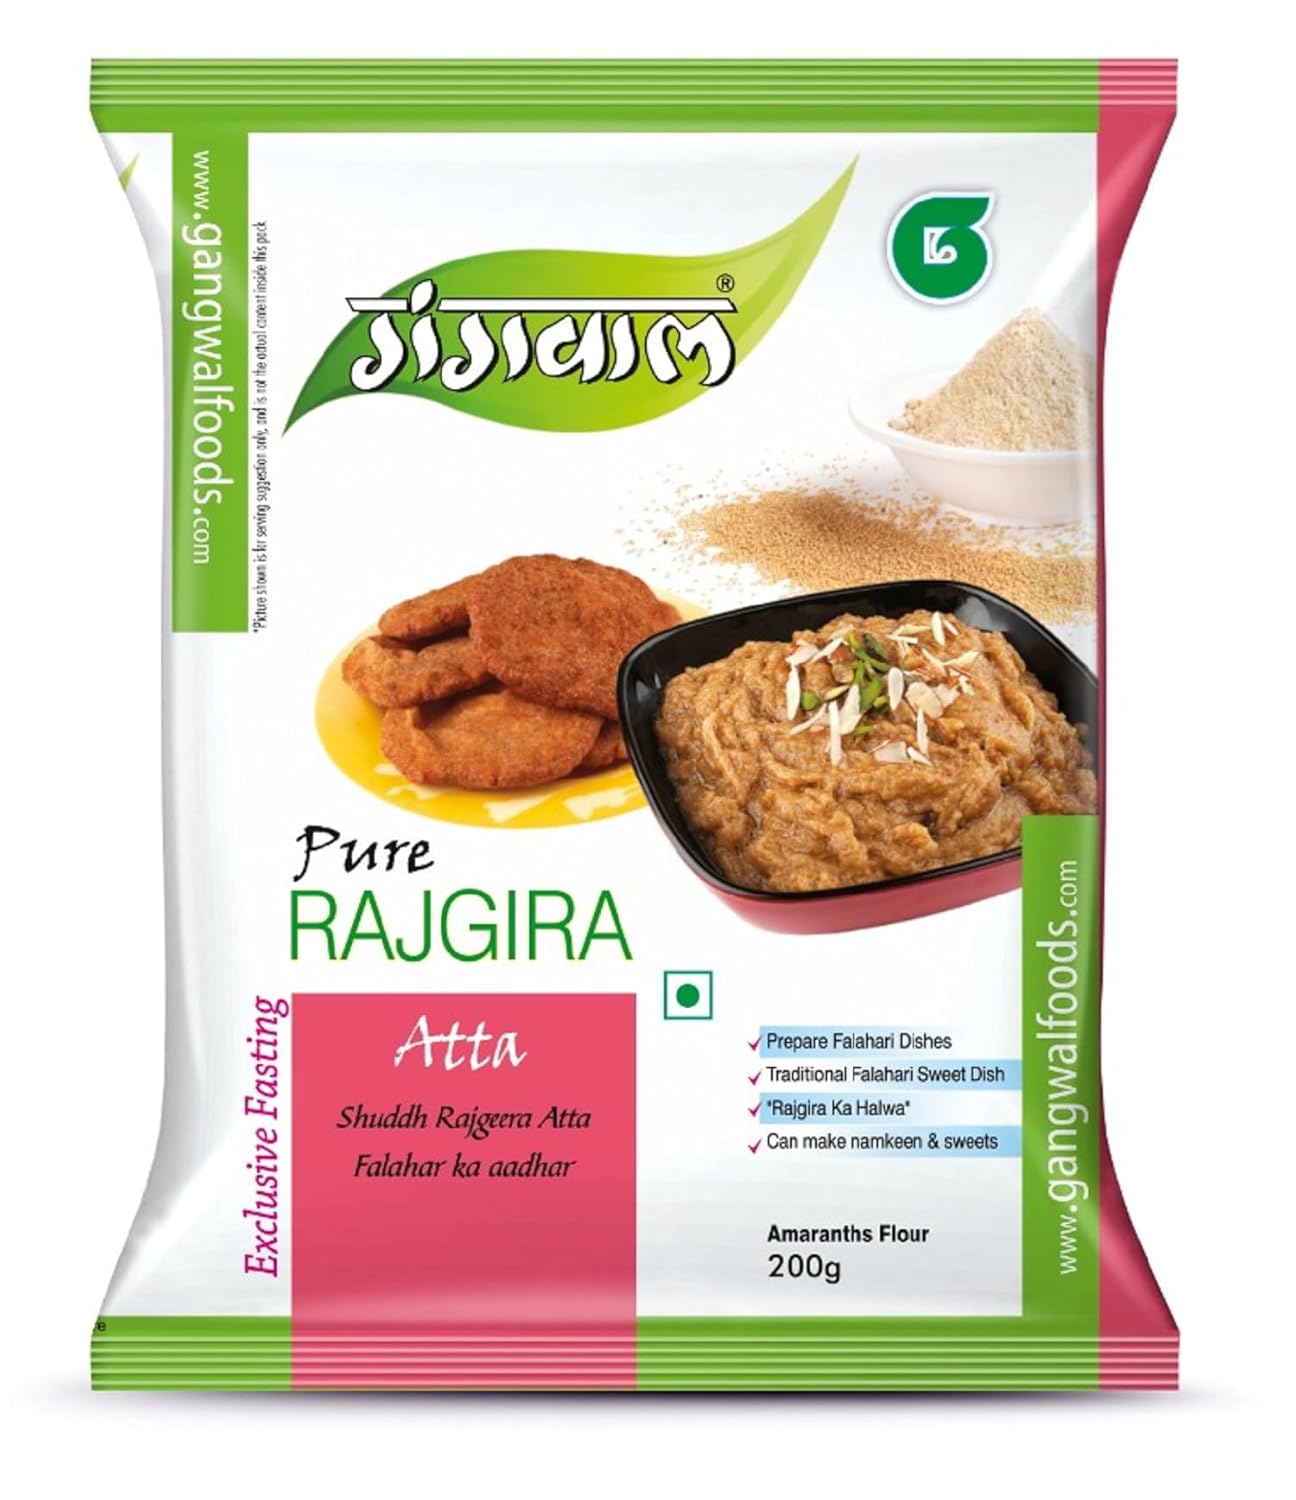 www.gangwalfoods.com
*Picture shown is for serving suggestion only, and is not the actual content inside this pack
गंगवाल®
Pure
RAJGIRA
Exclusive Fasting
Atta
Shuddh Rajgeera Atta
Falahar ka aadhar
Prepare Falahari Dishes
Traditional Falahari Sweet Dish
"Rajgira Ka Halwa"
Can make namkeen & sweets
Amaranths Flour
200g
www.gangwalfoods.com